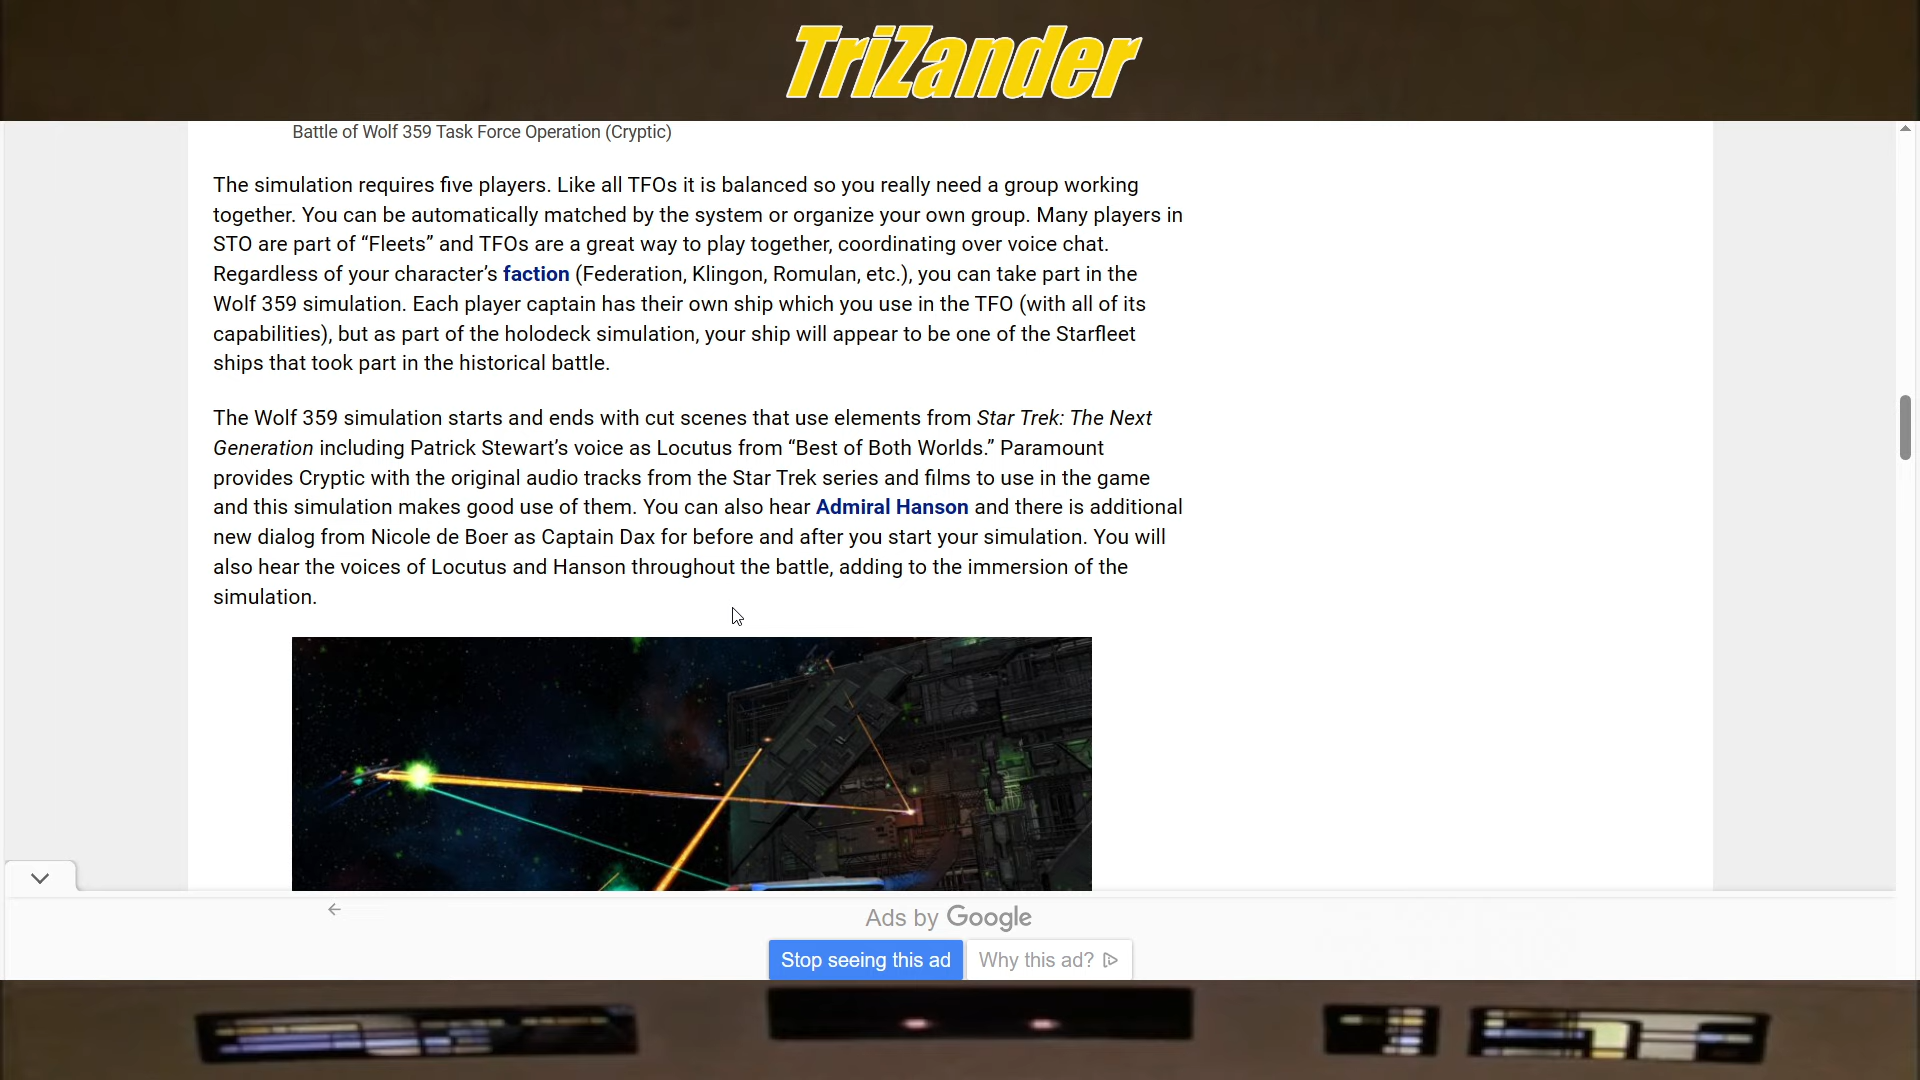 TriZander
Battle of Wolf 359 Task Force Operation (Cryptic)
The simulation requires five players. Like all TFOs it is balanced so you really need a group working
together. You can be automatically matched by the system or organize your own group. Many players in
STO are part of “Fleets” and TFOs are a great way to play together, coordinating over voice chat.
Regardless of your character’s faction (Federation, Klingon, Romulan, etc.), you can take part in the
Wolf 359 simulation. Each player captain has their own ship which you use in the TFO (with all of its
capabilities), but as part of the holodeck simulation, your ship will appear to be one of the Starfleet
ships that took part in the historical battle.
The Wolf 359 simulation starts and ends with cut scenes that use elements from Star Trek: The Next
Generation including Patrick Stewart’s voice as Locutus from “Best of Both Worlds.” Paramount
provides Cryptic with the original audio tracks from the Star Trek series and films to use in the game
and this simulation makes good use of them. You can also hear Admiral Hanson and there is additional
new dialog from Nicole de Boer as Captain Dax for before and after you start your simulation. You will
also hear the voices of Locutus and Hanson throughout the battle, adding to the immersion of the
simulation.
Ads by Google
Stop seeing this ad
Why this ad?